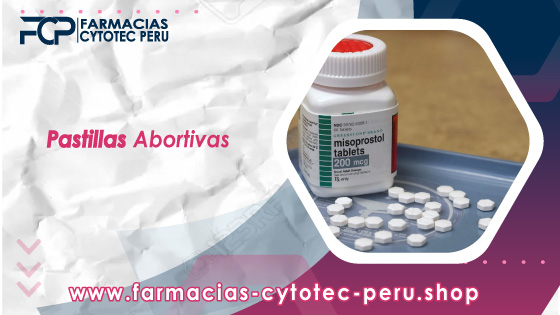 FCP
FARMACIAS
CYTOTEC PERU
Pastillas Abortivas
misoprostol
tablets
200 mcg
www.farmacias-cytotec-peru.shop